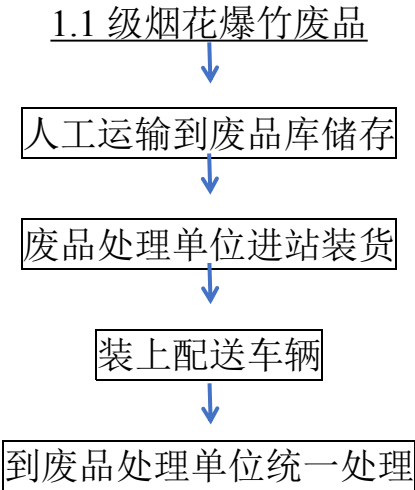 1.1 级烟花爆竹废品
人工运输到废品库储存
废品处理单位进站装货
装上配送车辆
到废品处理单位统一处理